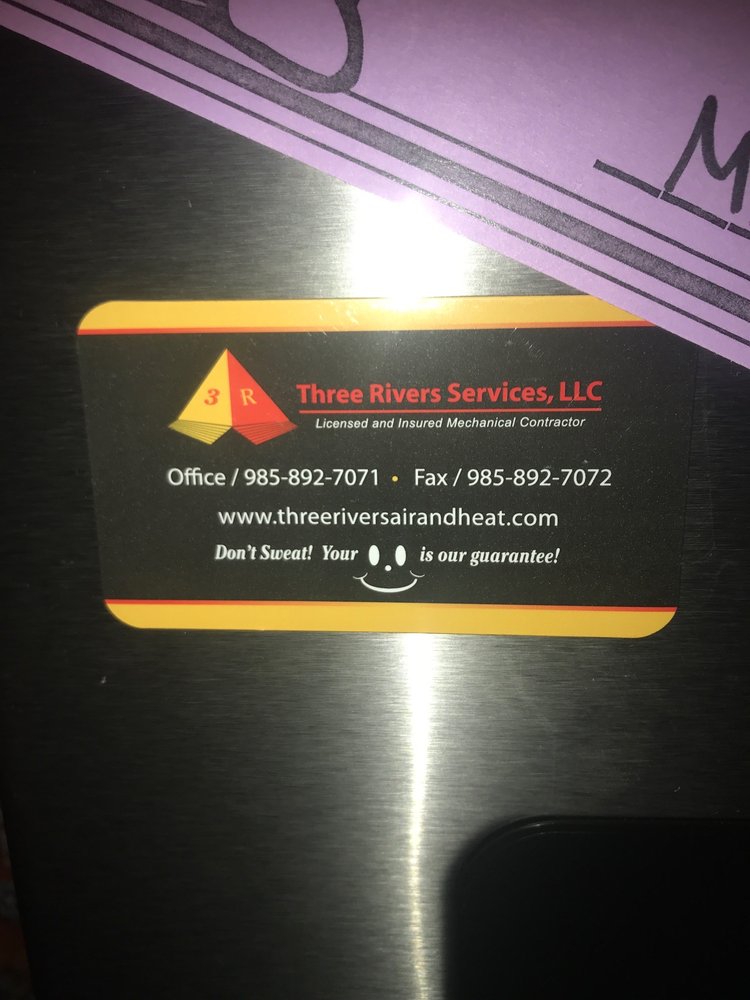 M
3 R
Three Rivers Services, LLC
Licensed and Insured Mechanical Contractor
Office / 985-892-7071 • Fax / 985-892-7072
www.threeriversairandheat.com
Don't Sweat! Your is our guarantee!